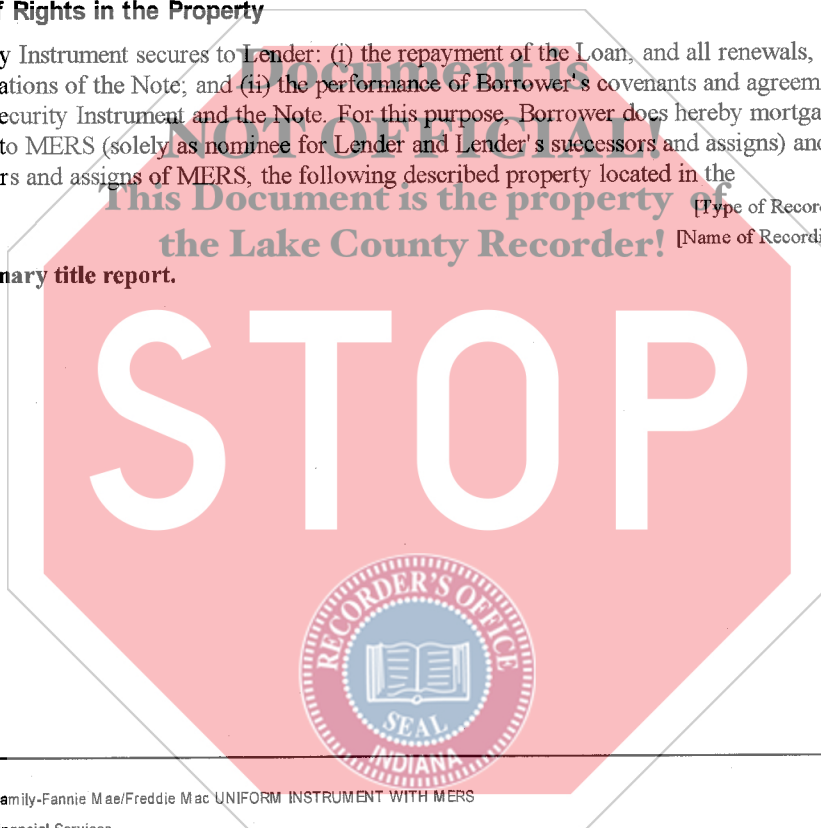 f Rights in the Property
y Instrument secures to Lender: (i) the repayment of the Loan, and all renewals,
ations of the Note; and (ii) the performance of Borrower's covenants and agreem
ecurity Instrument and the Note. For this purpose, Borrower does hereby mortga
to MERS (solely as nominee for Lender and Lender's successors and assigns) and
rs and assigns of MERS, the following described property located in the
[Type of Recor
[Name of Recordi
nary title report.
Document is
NOT OFFICIAL!
This Document is the property of
the Lake County Recorder!
STOP
RECORDER'S OFFICE
SEAL
INDIANA
amily-Fannie Mae/Freddie Mac UNIFORM INSTRUMENT WITH MERS
nancial Services